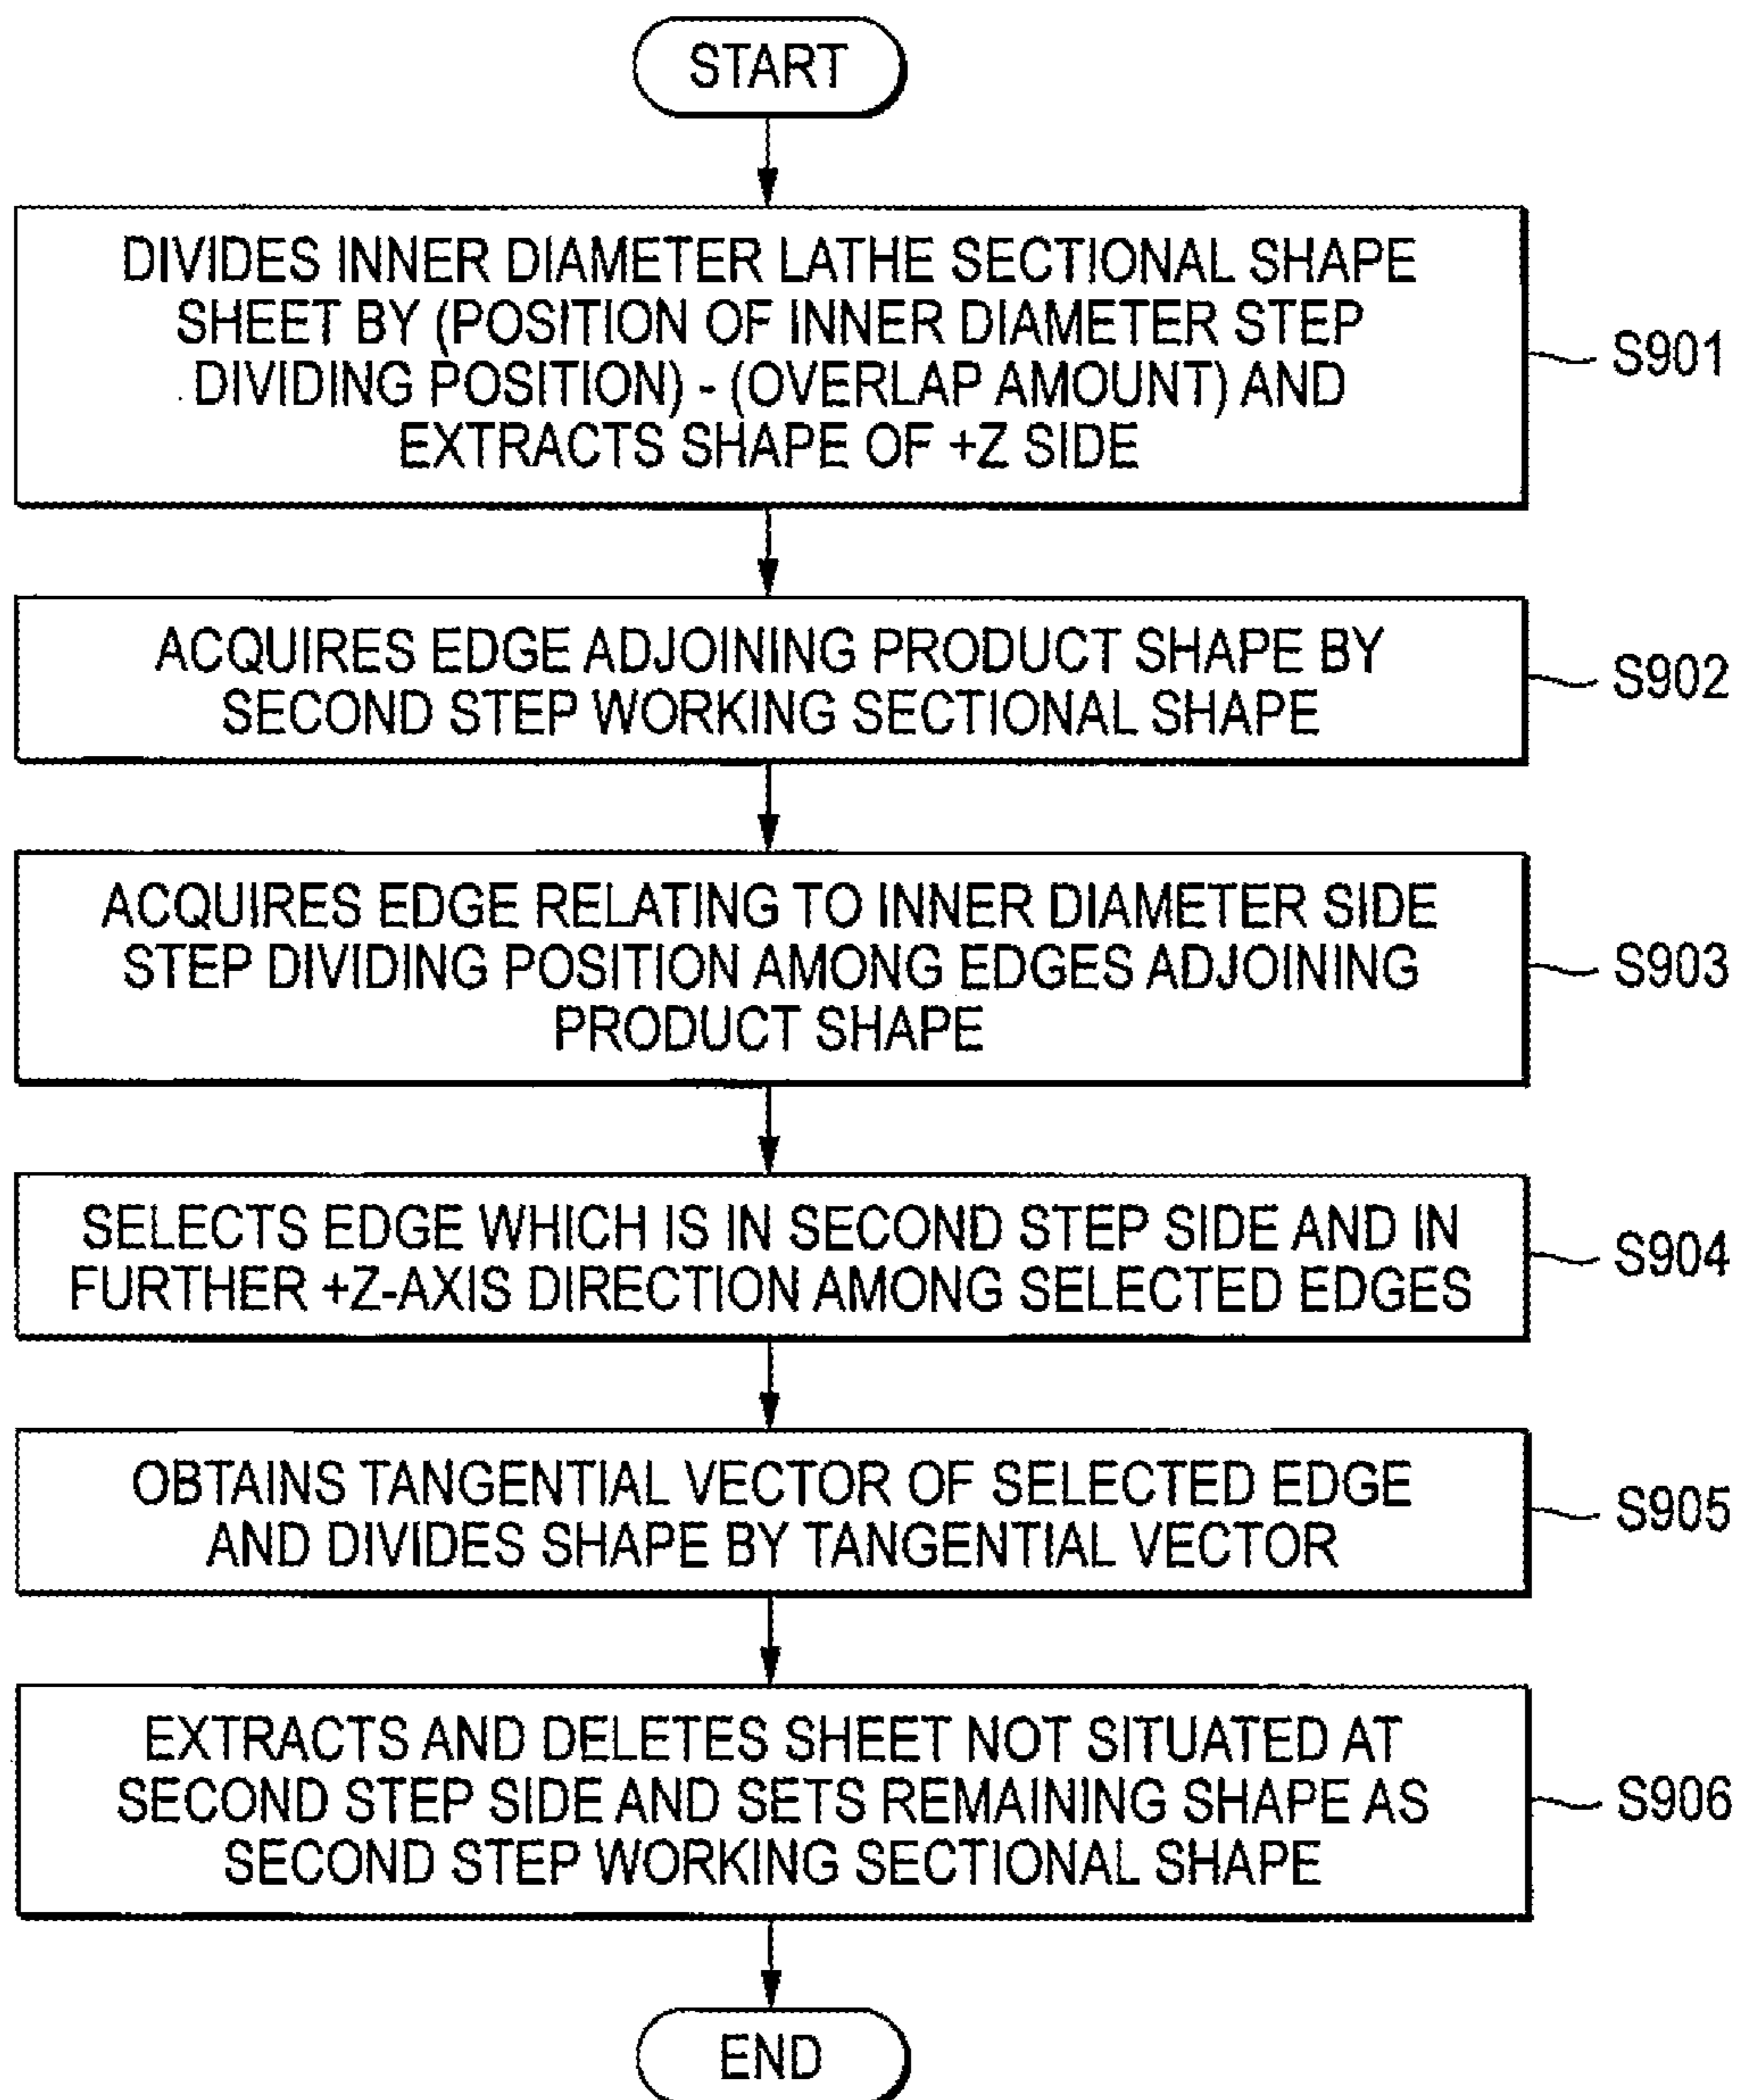 START
DIVIDES INNER DIAMETER LATHE SECTIONAL SHAPE
SHEET BY (POSITION OF INNER DIAMETER STEP
DIVIDING POSITION) - (OVERLAP AMOUNT) AND
EXTRACTS SHAPE OF +Z SIDE
S901
ACQUIRES EDGE ADJOINING PRODUCT SHAPE BY
SECOND STEP WORKING SECTIONAL SHAPE
S902
ACQUIRES EDGE RELATING TO INNER DIAMETER SIDE
STEP DIVIDING POSITION AMONG EDGES ADJOINING
PRODUCT SHAPE
S903
SELECTS EDGE WHICH IS IN SECOND STEP SIDE AND IN
FURTHER +Z-AXIS DIRECTION AMONG SELECTED EDGES
S904
OBTAINS TANGENTIAL VECTOR OF SELECTED EDGE
AND DIVIDES SHAPE BY TANGENTIAL VECTOR
S905
EXTRACTS AND DELETES SHEET NOT SITUATED AT
SECOND STEP SIDE AND SETS REMAINING SHAPE AS
SECOND STEP WORKING SECTIONAL SHAPE
S906
END